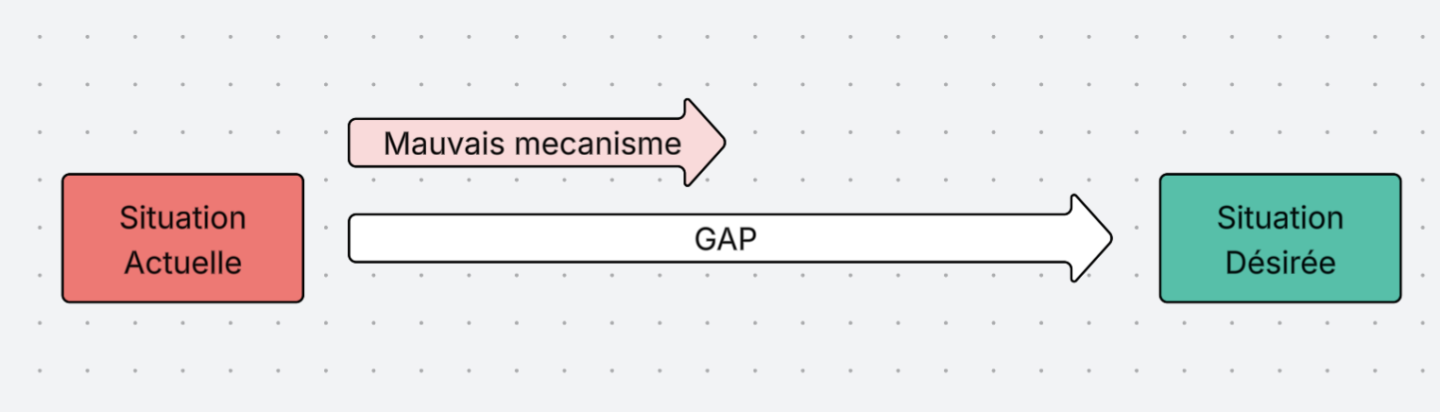 Mauvais mecanisme
Situation
Actuelle
GAP
Situation
Désirée